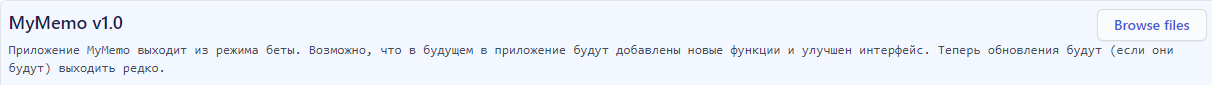 MyMemo v1.0
Browse files
Приложение MyMemo выходит из режима беты. Возможно, что в будущем в приложение будут добавлены новые функции и улучшен интерфейс. Теперь обновления будут (если они
будут) выходить редко.